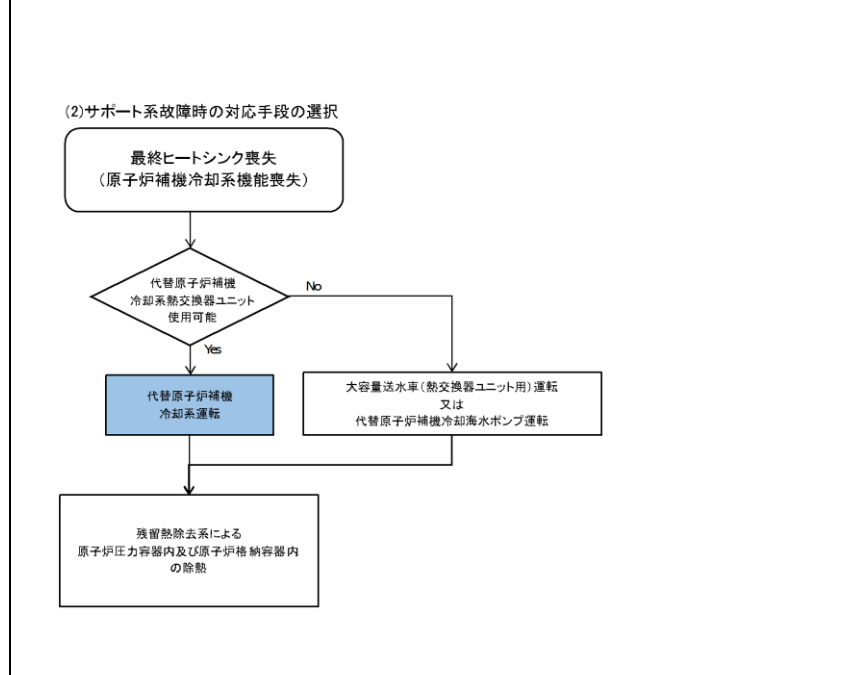 (2)サポート系故障時の対応手段の選択
最終ヒートシンク喪失
(原子炉補機冷却系機能喪失)
代替原子炉補機
冷却系熱交換器ユニット
使用可能
No
Yes
代替原子炉補機
冷却系運転
大容量送水車(熱交換器ユニット用)運転
又は
代替原子炉補機冷却海水ポンプ運転
残留熱除去系による
原子炉圧力容器内及び原子炉格納容器内
の除熱